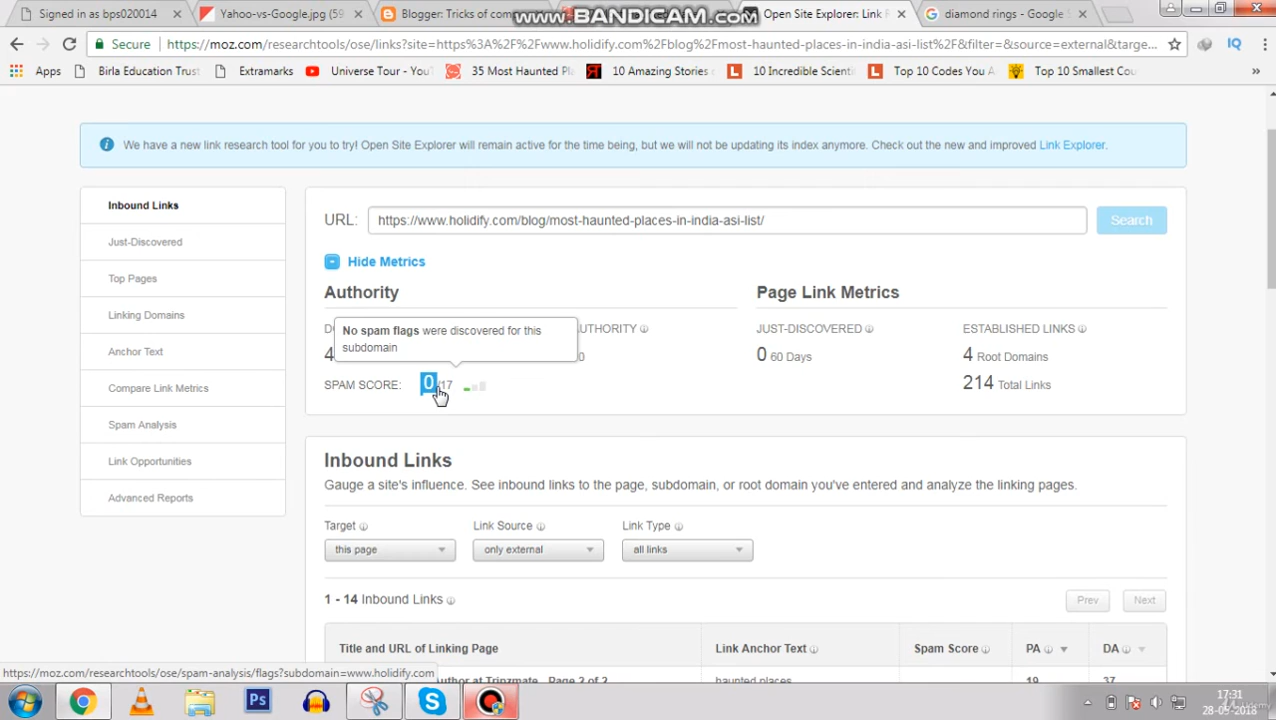 Signed in as bps020014
Yahoo-vs-Google.jpg (59
Blogger: Tricks of com
www.BANDICAM.com
Open Site Explorer: Link R
diamond rings - Google S
Secure
https://moz.com/researchtools/ose/links?site=https%3A%2F%2Fwww.holidify.com%2Fblog%2Fmost-haunted-places-in-india-asi-list%2F&filter=&source=external&targe...
Apps
Birla Education Trust
Extramarks
Universe Tour - You
35 Most Haunted Pl
10 Amazing Stories
10 Incredible Scienti
Top 10 Codes You A
Top 10 Smallest Cou
»
We have a new link research tool for you to try! Open Site Explorer will remain active for the time being, but we will not be updating its index anymore. Check out the new and improved Link Explorer.
Inbound Links
Just-Discovered
Top Pages
Linking Domains
Anchor Text
Compare Link Metrics
Spam Analysis
Link Opportunities
Advanced Reports
URL:
https://www.holidify.com/blog/most-haunted-places-in-india-asi-list/
Search
Hide Metrics
Authority
No spam flags were discovered for this
subdomain
SPAM SCORE: 0/17
Page Link Metrics
JUST-DISCOVERED
0 60 Days
ESTABLISHED LINKS
4 Root Domains
214 Total Links
Inbound Links
Gauge a site's influence. See inbound links to the page, subdomain, or root domain you've entered and analyze the linking pages.
Target
this page
Link Source
only external
Link Type
all links
1 - 14 Inbound Links
Prev
Next
Title and URL of Linking Page
Link Anchor Text
Spam Score
PA
DA
haunted places
19
37
https://moz.com/researchtools/ose/spam-analysis/flags?subdomain=www.holidify.com
Ps
17:31
28-05-2018